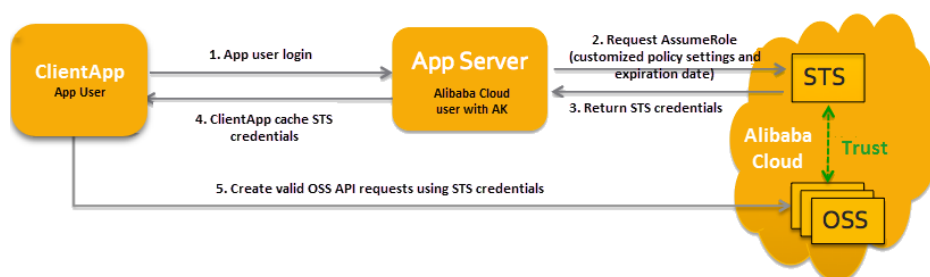 ClientApp
App User
1. App user login
App Server
Alibaba Cloud
user with AK
2. Request AssumeRole
(customized policy settings and
expiration date)
STS
3. Return STS credentials
4. ClientApp cache STS
credentials
Alibaba
Cloud
Trust
5. Create valid OSS API requests using STS credentials
OSS